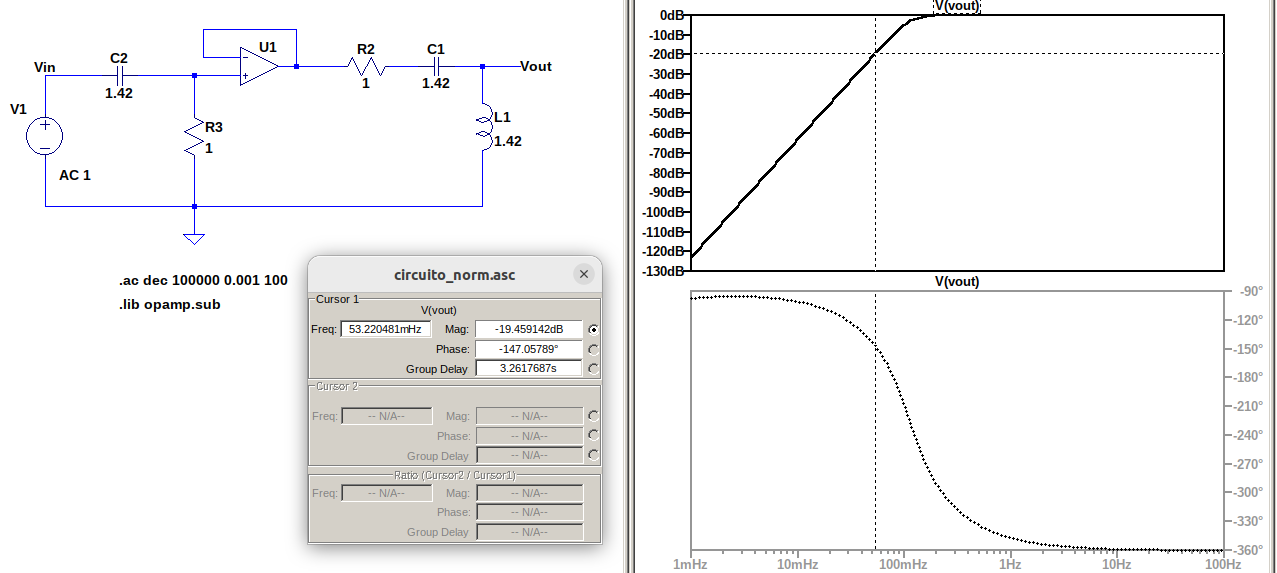 Vin
C2
1.42
U1
R2
1
C1
1.42
Vout
V1
AC 1
R3
1
L1
1.42
.ac dec 100000 0.001 100
.lib opamp.sub
circuito_norm.asc
Cursor 1
V(vout)
Freq: 53.220481mHz Mag: -19.459142dB
Phase: -147.05789°
Group Delay 3.2617687s
Cursor 2
Freq: -- N/A-- Mag: -- N/A--
Phase: -- N/A--
Group Delay -- N/A--
Ratio (Cursor2 / Cursor1)
Freq: -- N/A-- Mag: -- N/A--
Phase: -- N/A--
Group Delay -- N/A--
V(vout)
0dB
-10dB
-20dB
-30dB
-40dB
-50dB
-60dB
-70dB
-80dB
-90dB
-100dB
-110dB
-120dB
-130dB
V(vout)
-90°
-120°
-150°
-180°
-210°
-240°
-270°
-300°
-330°
-360°
1mHz 10mHz 100mHz 1Hz 10Hz 100Hz